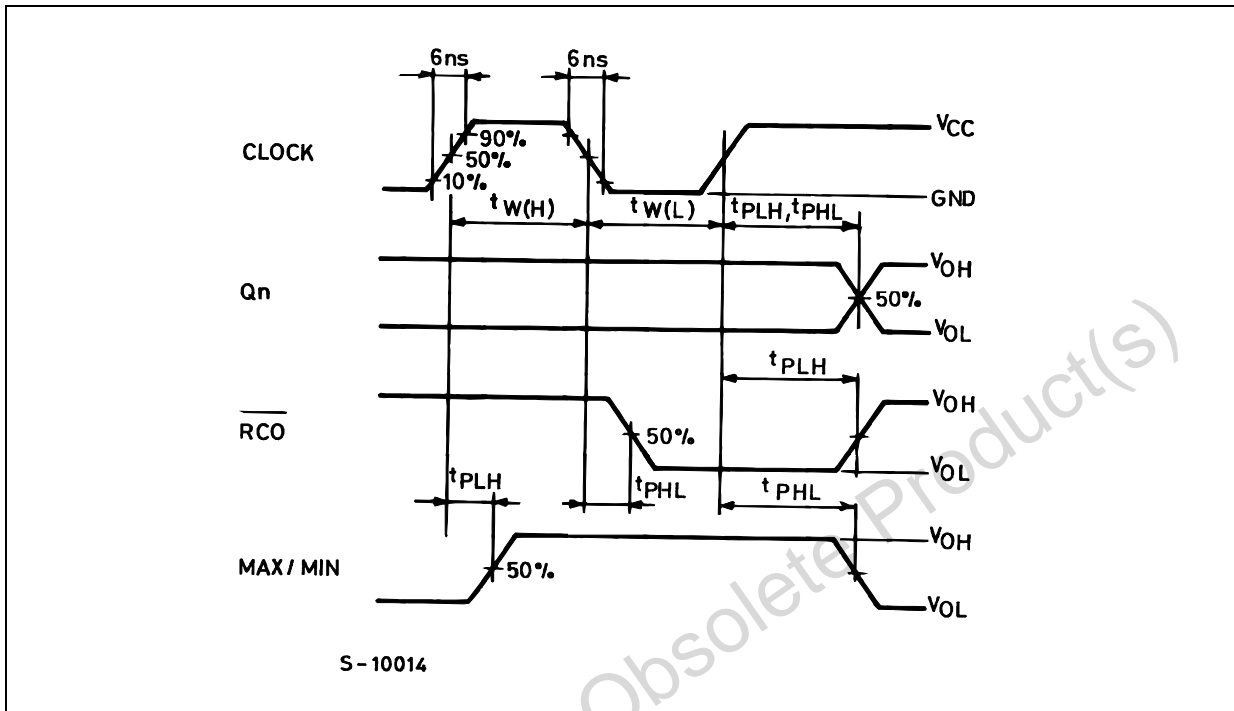 6ns 6ns
VCC
CLOCK
90%
50%
10%
GND
tW(H) tW(L) tPLH, tPHL
VOH
Qn
50%
VOL
tPLH
VOH
RCO
50%
VOL
tPLH tPHL tPHL
VOH
MAX / MIN
50%
VOL
S-10014
Obsolete Product(s)